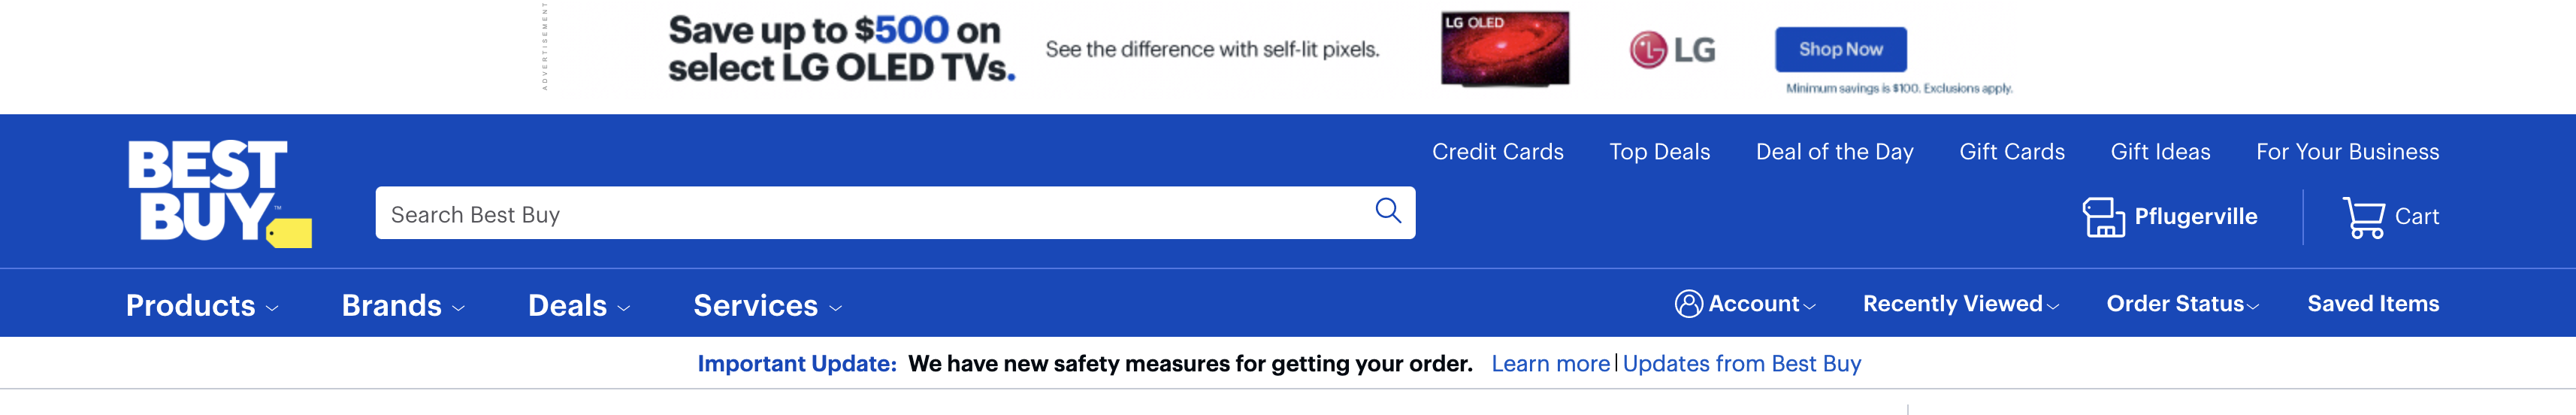 ADVERTISEMENT
Save up to $500 on
select LG OLED TVs.
See the difference with self-lit pixels.
LG OLED
LG
Shop Now
Minimum savings is $100. Exclusions apply.
BEST
BUY™
Search Best Buy
Credit Cards Top Deals Deal of the Day Gift Cards Gift Ideas For Your Business
Pflugerville Cart
Products Brands Deals Services Account Recently Viewed Order Status Saved Items
Important Update: We have new safety measures for getting your order. Learn more | Updates from Best Buy